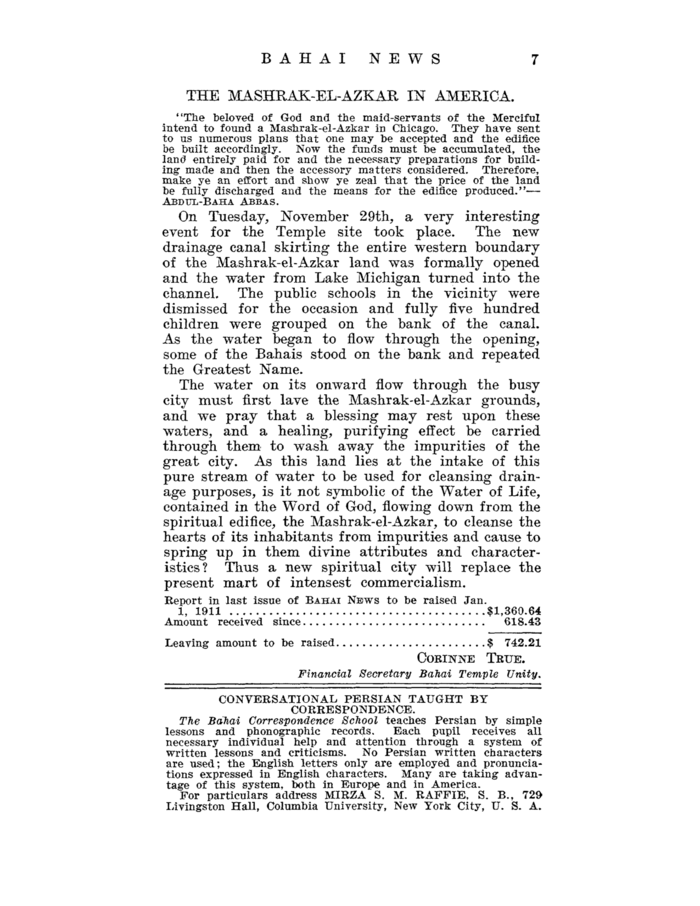 BAHAI NEWS 7
THE MASHRAK-EL-AZKAR IN AMERICA.
"The beloved of God and the maid-servants of the Merciful
intend to found a Mashrak-el-Azkar in Chicago. They have sent
to us numerous plans that one may be accepted and the edifice
be built accordingly. Now the funds must be accumulated, the
land entirely paid for and the necessary preparations for build-
ing made and then the accessory matters considered. Therefore,
make ye an effort and show ye zeal that the price of the land
be fully discharged and the means for the edifice produced."—
ABDUL-BAHA ABBAS.
On Tuesday, November 29th, a very interesting
event for the Temple site took place. The new
drainage canal skirting the entire western boundary
of the Mashrak-el-Azkar land was formally opened
and the water from Lake Michigan turned into the
channel. The public schools in the vicinity were
dismissed for the occasion and fully five hundred
children were grouped on the bank of the canal.
As the water began to flow through the opening,
some of the Bahais stood on the bank and repeated
the Greatest Name.
The water on its onward flow through the busy
city must first lave the Mashrak-el-Azkar grounds,
and we pray that a blessing may rest upon these
waters, and a healing, purifying effect be carried
through them to wash away the impurities of the
great city. As this land lies at the intake of this
pure stream of water to be used for cleansing drain-
age purposes, is it not symbolic of the Water of Life,
contained in the Word of God, flowing down from the
spiritual edifice, the Mashrak-el-Azkar, to cleanse the
hearts of its inhabitants from impurities and cause to
spring up in them divine attributes and character-
istics? Thus a new spiritual city will replace the
present mart of intensest commercialism.
Report in last issue of BAHAI NEWS to be raised Jan.
1, 1911 .......................................$1,360.64
Amount received since............................ 618.43
Leaving amount to be raised.......................$ 742.21
CORINNE TRUE.
Financial Secretary Bahai Temple Unity.
CONVERSATIONAL PERSIAN TAUGHT BY
CORRESPONDENCE.
The Bahai Correspondence School teaches Persian by simple
lessons and phonographic records. Each pupil receives all
necessary individual help and attention through a system of
written lessons and criticisms. No Persian written characters
are used; the English letters only are employed and pronuncia-
tions expressed in English characters. Many are taking advan-
tage of this system, both in Europe and in America.
For particulars address MIRZA S. M. RAFFIE, S. B., 729
Livingston Hall, Columbia University, New York City, U. S. A.